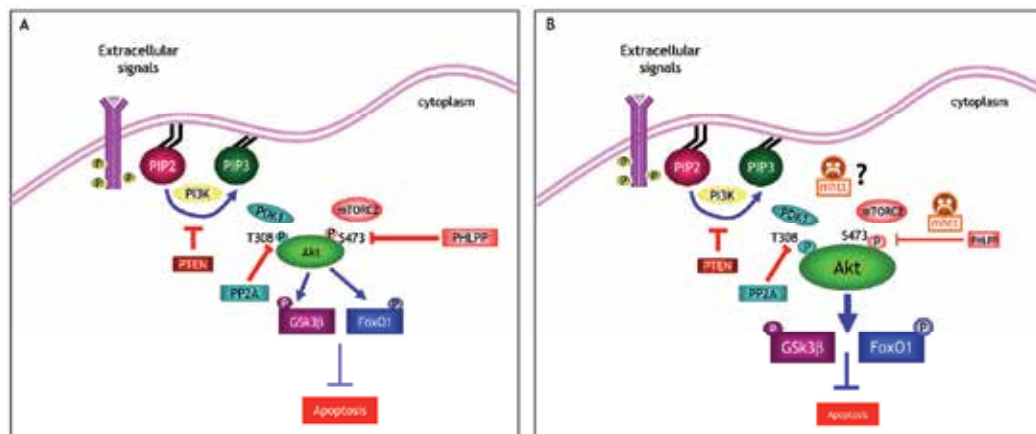 A
Extracellular
signals
cytoplasm
P
P
P
PIP2
PIP3
PI3K
PDK1
mTORC2
P
T308
P
S473
PHLPP
PTEN
Akt
PP2A
P
P
GSk3β
FoxO1
Apoptosis
B
Extracellular
signals
cytoplasm
P
P
P
PIP2
PIP3
?
PI3K
PDK1
mTORC2
T308
S473
P
P
PHLPP
PTEN
Akt
PP2A
P
P
GSk3β
FoxO1
Apoptosis